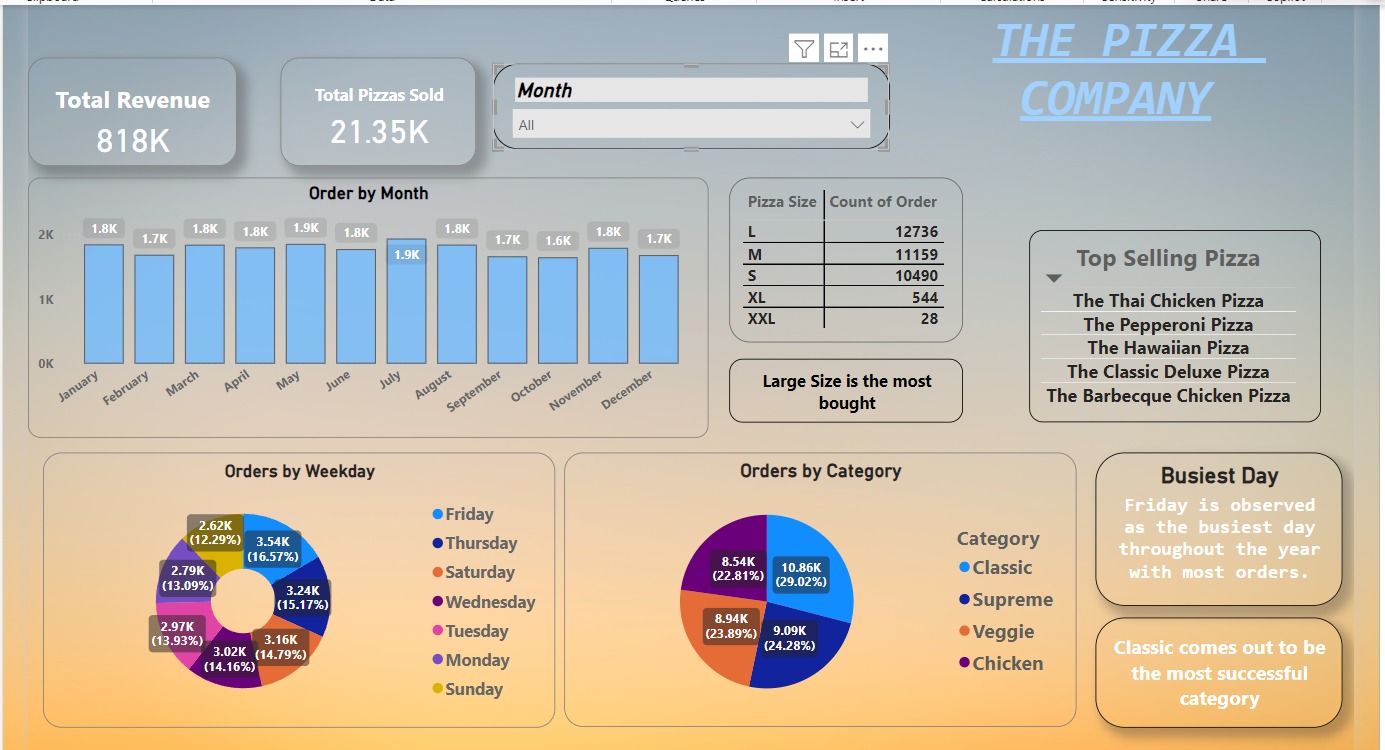 THE PIZZA
COMPANY
Total Revenue
818K
Total Pizzas Sold
21.35K
Month
All
Order by Month
2K
1K
0K
1.8K
1.7K
1.8K
1.8K
1.9K
1.8K
1.9K
1.8K
1.7K
1.6K
1.8K
1.7K
January
February
March
April
May
June
July
August
September
October
November
December
Pizza Size Count of Order
L 12736
M 11159
S 10490
XL 544
XXL 28
Large Size is the most
bought
Top Selling Pizza
The Thai Chicken Pizza
The Pepperoni Pizza
The Hawaiian Pizza
The Classic Deluxe Pizza
The Barbecque Chicken Pizza
Orders by Weekday
3.54K
(16.57%)
3.24K
(15.17%)
3.16K
(14.79%)
3.02K
(14.16%)
2.97K
(13.93%)
2.79K
(13.09%)
2.62K
(12.29%)
Friday
Thursday
Saturday
Wednesday
Tuesday
Monday
Sunday
Orders by Category
10.86K
(29.02%)
9.09K
(24.28%)
8.94K
(23.89%)
8.54K
(22.81%)
Category
Classic
Supreme
Veggie
Chicken
Busiest Day
Friday is observed
as the busiest day
throughout the year
with most orders.
Classic comes out to be
the most successful
category